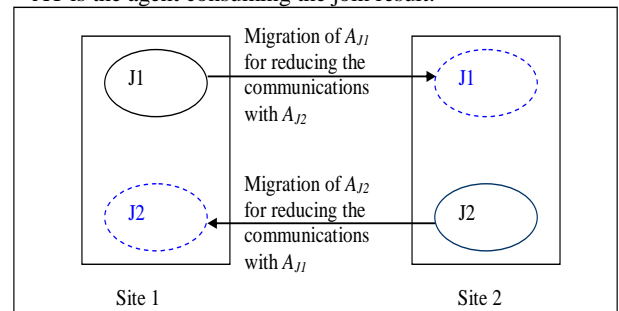 AT is the agent consuming the join result.
Migration of AJ1
for reducing the
communications
with AJ2
J1
J1
Migration of AJ2
for reducing the
communications
with AJ1
J2
J2
Site 1
Site 2